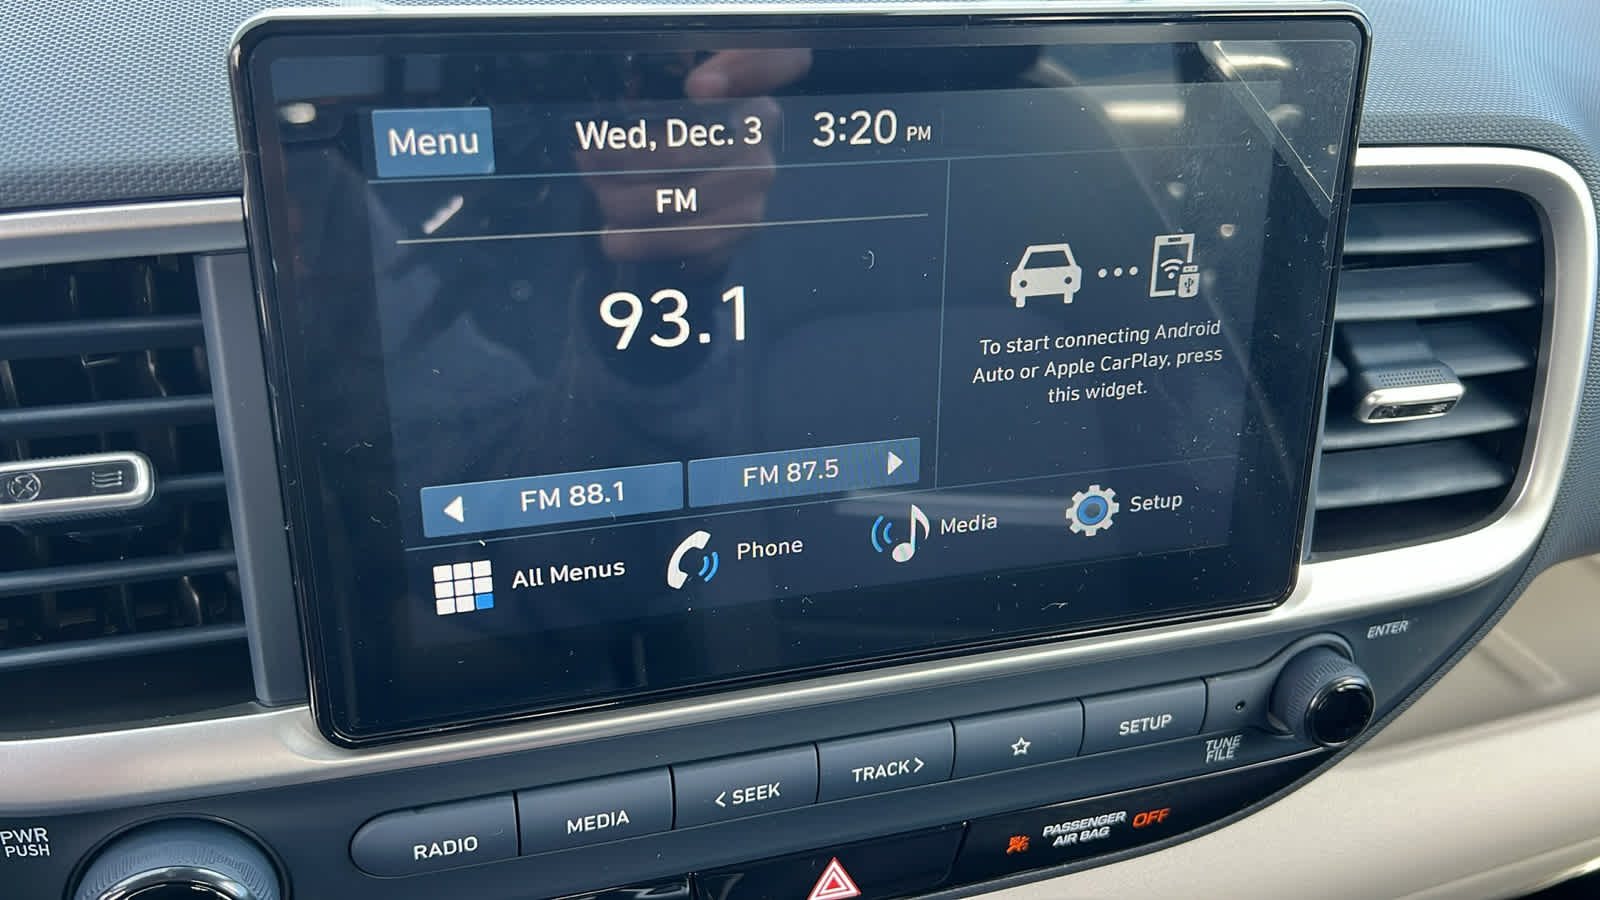 Menu
Wed, Dec. 3
3:20 PM
FM
93.1
To start connecting Android
Auto or Apple CarPlay, press
this widget.
FM 88.1
FM 87.5
All Menus
Phone
Media
Setup
ENTER
TUNE
FILE
RADIO
MEDIA
< SEEK
TRACK >
SETUP
PWR
PUSH
PASSENGER
AIR BAG
OFF